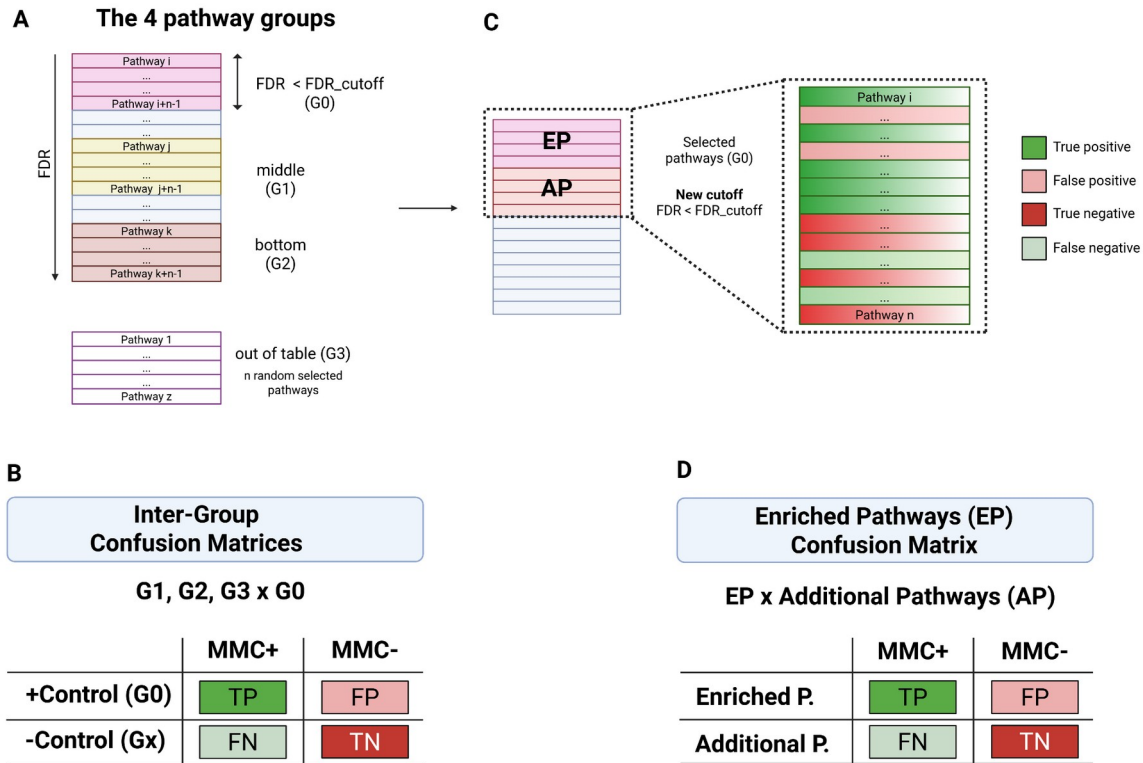 A
The 4 pathway groups
FDR
Pathway i
...
...
Pathway i+n-1
...
...
Pathway j
...
...
Pathway j+n-1
...
...
Pathway k
...
...
Pathway k+n-1
FDR < FDR_cutoff
(G0)
middle
(G1)
bottom
(G2)
Pathway 1
...
...
...
Pathway z
out of table (G3)
n random selected
pathways
C
EP
AP
Selected
pathways (G0)
New cutoff
FDR < FDR_cutoff
Pathway i
...
...
...
...
...
...
...
...
...
...
...
Pathway n
True positive
False positive
True negative
False negative
B
Inter-Group
Confusion Matrices
G1, G2, G3 x G0
MMC+ MMC-
+Control (G0) TP FP
-Control (Gx) FN TN
D
Enriched Pathways (EP)
Confusion Matrix
EP x Additional Pathways (AP)
MMC+ MMC-
Enriched P. TP FP
Additional P. FN TN